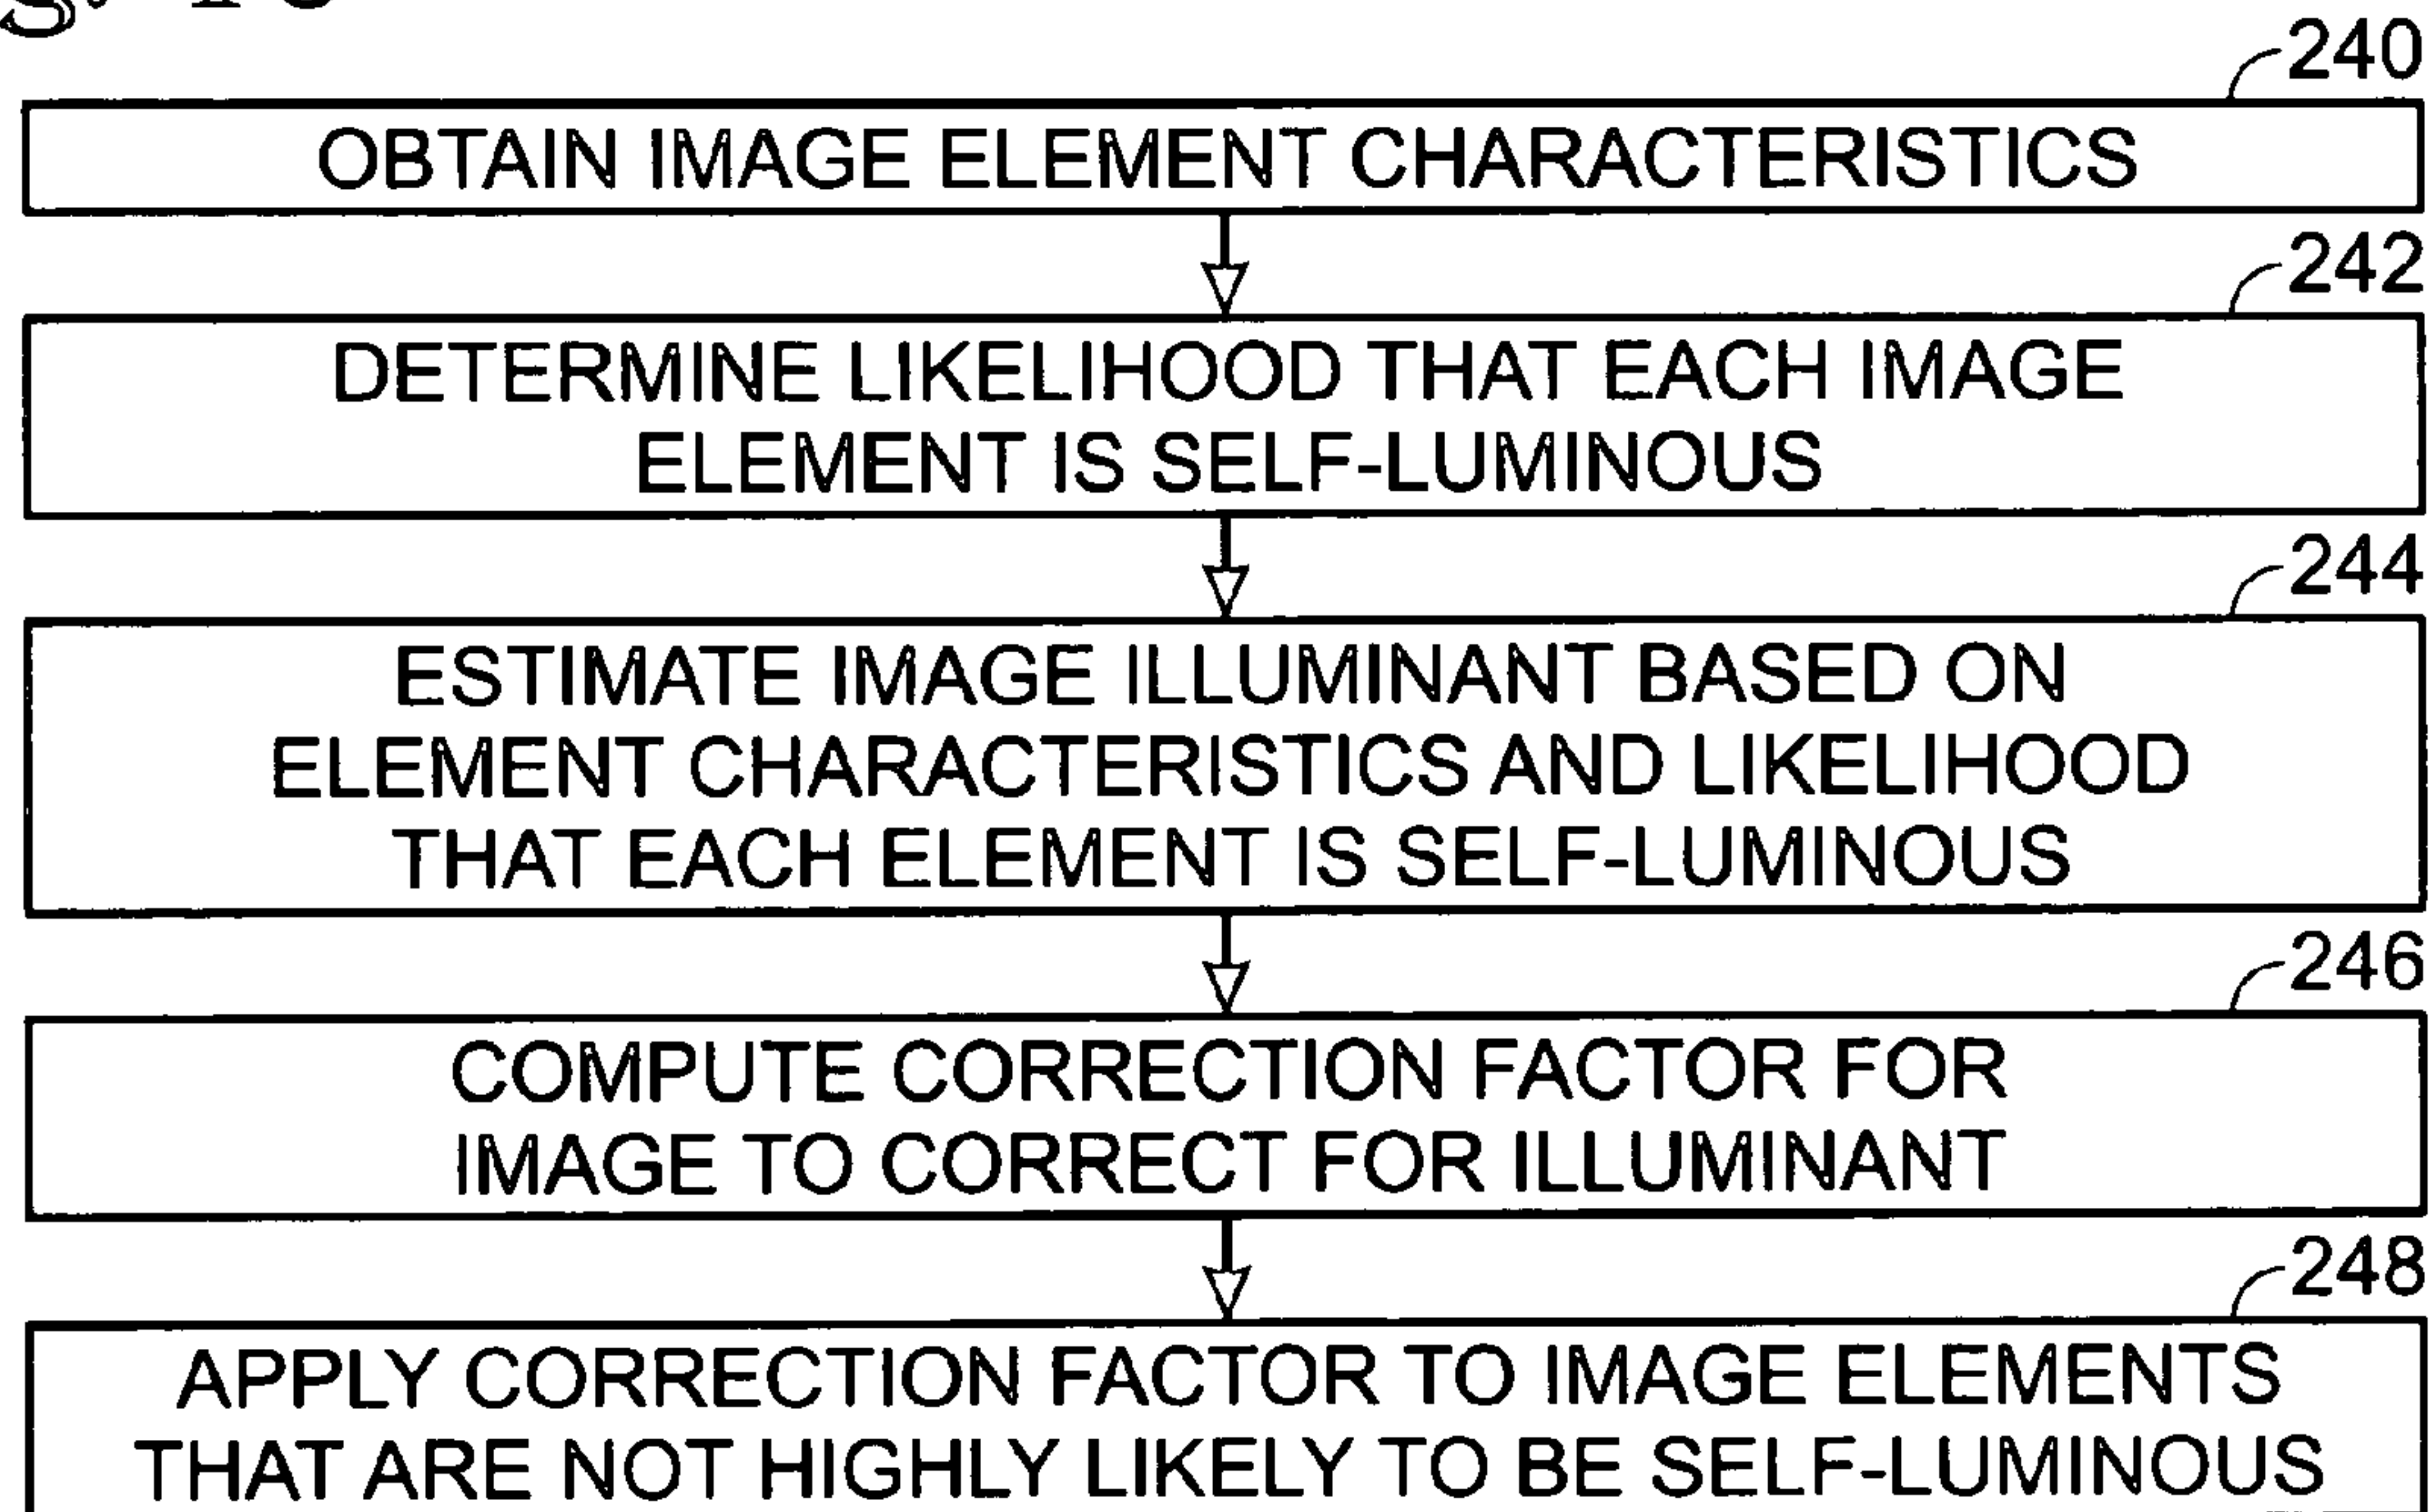 240
OBTAIN IMAGE ELEMENT CHARACTERISTICS
242
DETERMINE LIKELIHOOD THAT EACH IMAGE
ELEMENT IS SELF-LUMINOUS
244
ESTIMATE IMAGE ILLUMINANT BASED ON
ELEMENT CHARACTERISTICS AND LIKELIHOOD
THAT EACH ELEMENT IS SELF-LUMINOUS
246
COMPUTE CORRECTION FACTOR FOR
IMAGE TO CORRECT FOR ILLUMINANT
248
APPLY CORRECTION FACTOR TO IMAGE ELEMENTS
THAT ARE NOT HIGHLY LIKELY TO BE SELF-LUMINOUS